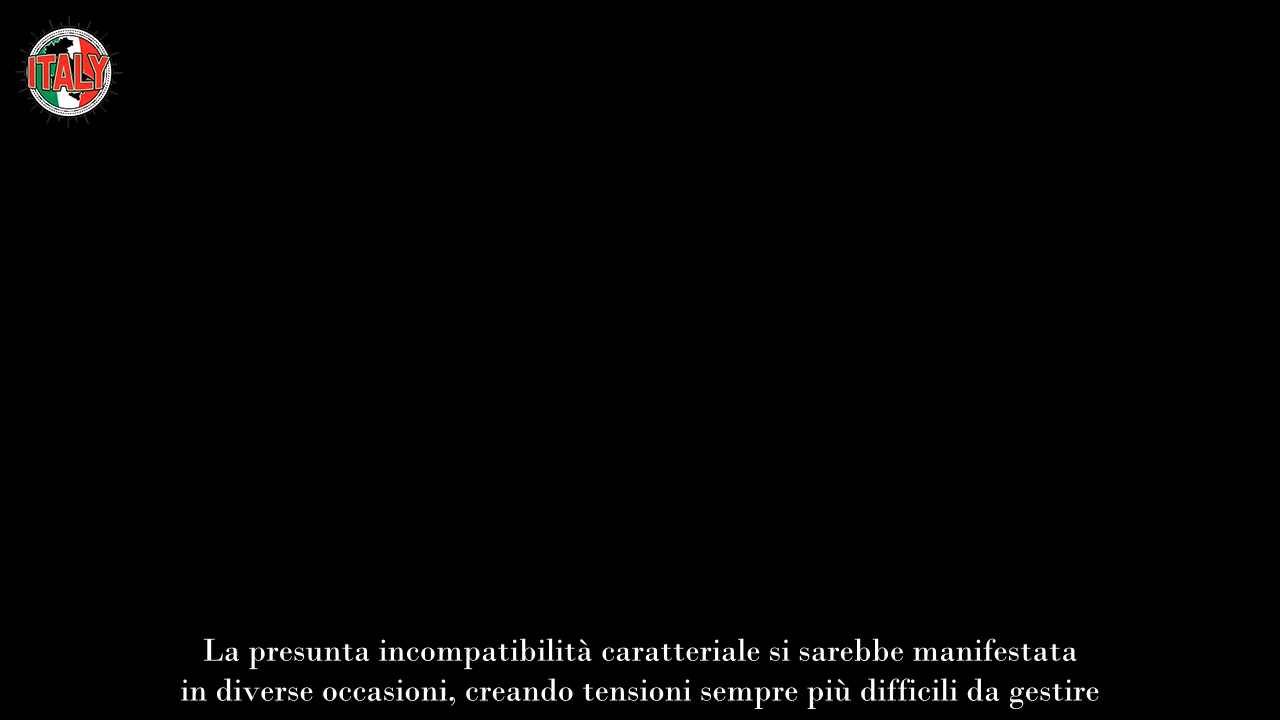 ITALY
La presunta incompatibilità caratteriale si sarebbe manifestata
in diverse occasioni, creando tensioni sempre più difficili da gestire